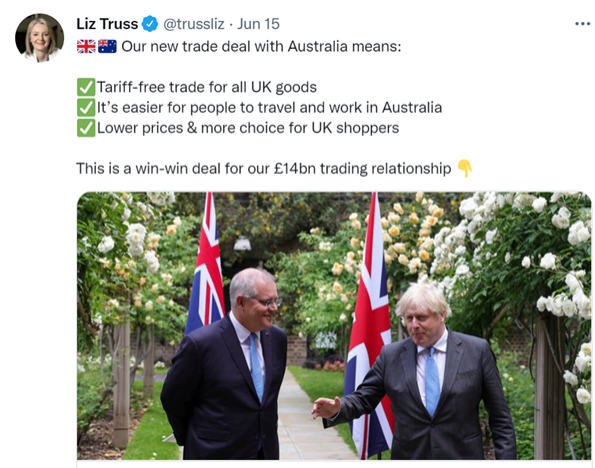 Liz Truss @trussliz · Jun 15
Our new trade deal with Australia means:
Tariff-free trade for all UK goods
It's easier for people to travel and work in Australia
Lower prices & more choice for UK shoppers
This is a win-win deal for our £14bn trading relationship